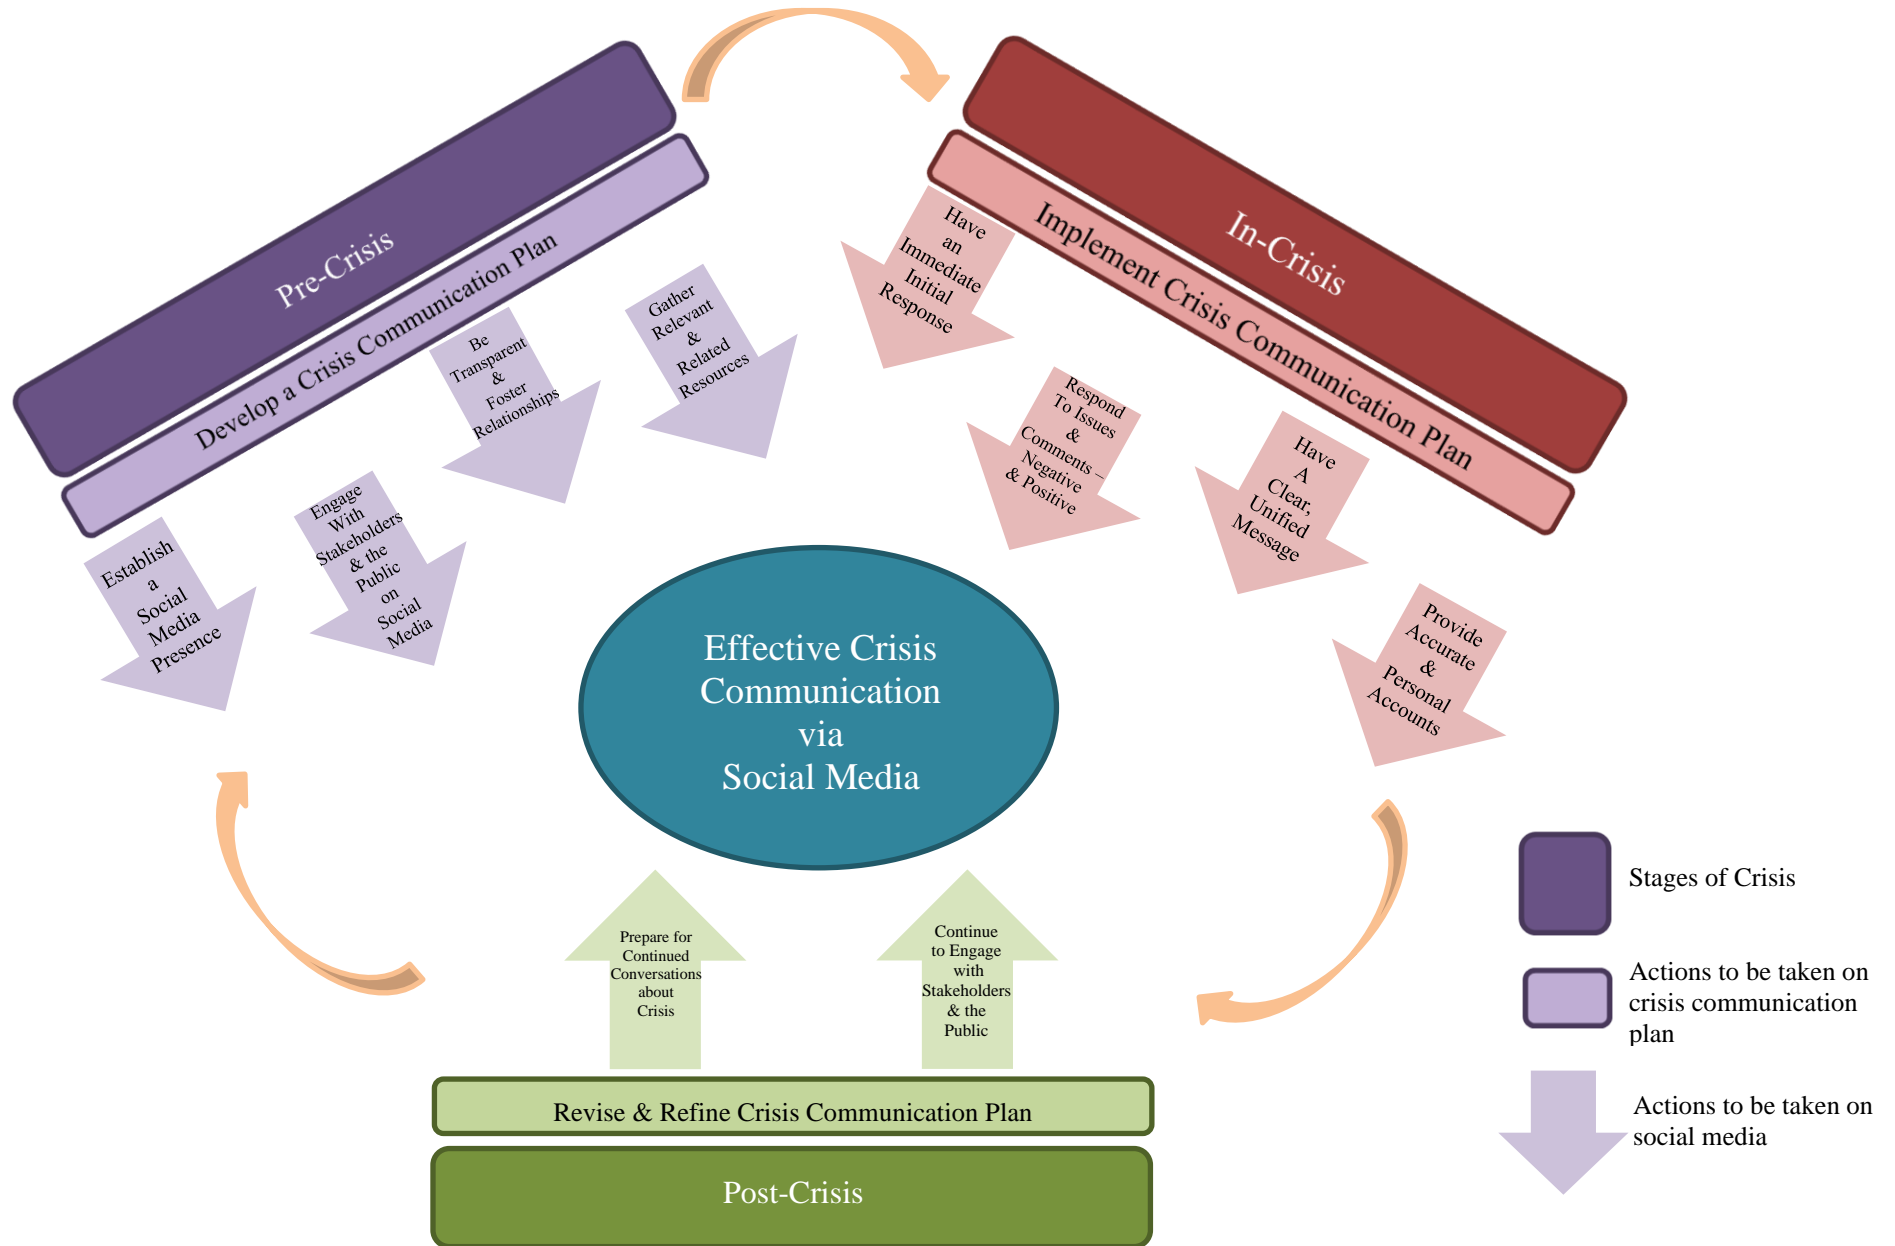 Pre-Crisis
Develop a Crisis Communication Plan
Establish
a
Social
Media
Presence
Engage
With
Stakeholders
& the
Public
on
Social
Media
Be
Transparent
&
Foster
Relationships
Gather
Relevant
&
Related
Resources
In-Crisis
Implement Crisis Communication Plan
Have
an
Immediate
Initial
Response
Respond
To Issues
&
Comments –
Negative
& Positive
Have
A
Clear,
Unified
Message
Provide
Accurate
&
Personal
Accounts
Effective Crisis
Communication
via
Social Media
Prepare for
Continued
Conversations
about
Crisis
Continue
to Engage
with
Stakeholders
& the
Public
Revise & Refine Crisis Communication Plan
Post-Crisis
Stages of Crisis
Actions to be taken on
crisis communication
plan
Actions to be taken on
social media